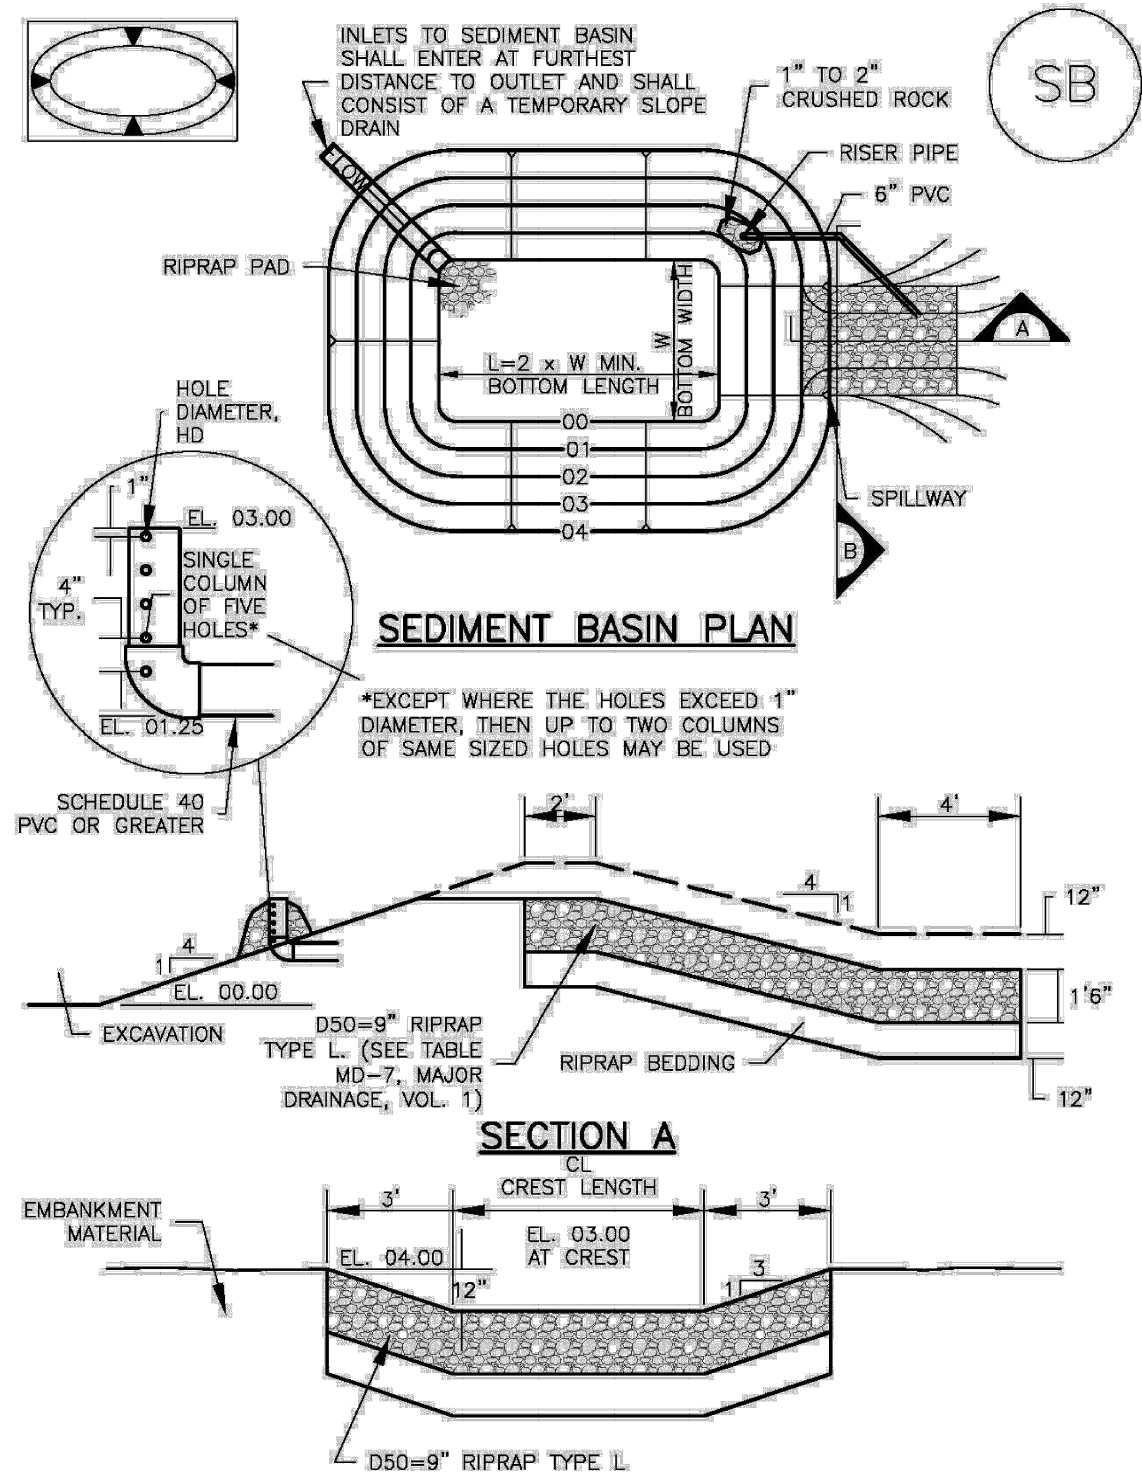 INLETS TO SEDIMENT BASIN
SHALL ENTER AT FURTHEST
DISTANCE TO OUTLET AND SHALL
CONSIST OF A TEMPORARY SLOPE
DRAIN
1" TO 2"
CRUSHED ROCK
SB
RISER PIPE
6" PVC
FLOW
RIPRAP PAD
A
W
BOTTOM WIDTH
L=2 x W MIN.
BOTTOM LENGTH
00
01
02
03
04
SPILLWAY
B
HOLE
DIAMETER,
HD
1"
EL. 03.00
4"
TYP.
SINGLE
COLUMN
OF FIVE
HOLES*
EL. 01.25
SEDIMENT BASIN PLAN
*EXCEPT WHERE THE HOLES EXCEED 1"
DIAMETER, THEN UP TO TWO COLUMNS
OF SAME SIZED HOLES MAY BE USED
SCHEDULE 40
PVC OR GREATER
2'
4'
4
1
12"
4
1
EL. 00.00
1'6"
EXCAVATION
D50=9" RIPRAP
TYPE L. (SEE TABLE
MD-7, MAJOR
DRAINAGE, VOL. 1)
RIPRAP BEDDING
12"
SECTION A
CL
CREST LENGTH
3'
3'
EMBANKMENT
MATERIAL
EL. 04.00
EL. 03.00
AT CREST
12"
3
1
D50=9" RIPRAP TYPE L